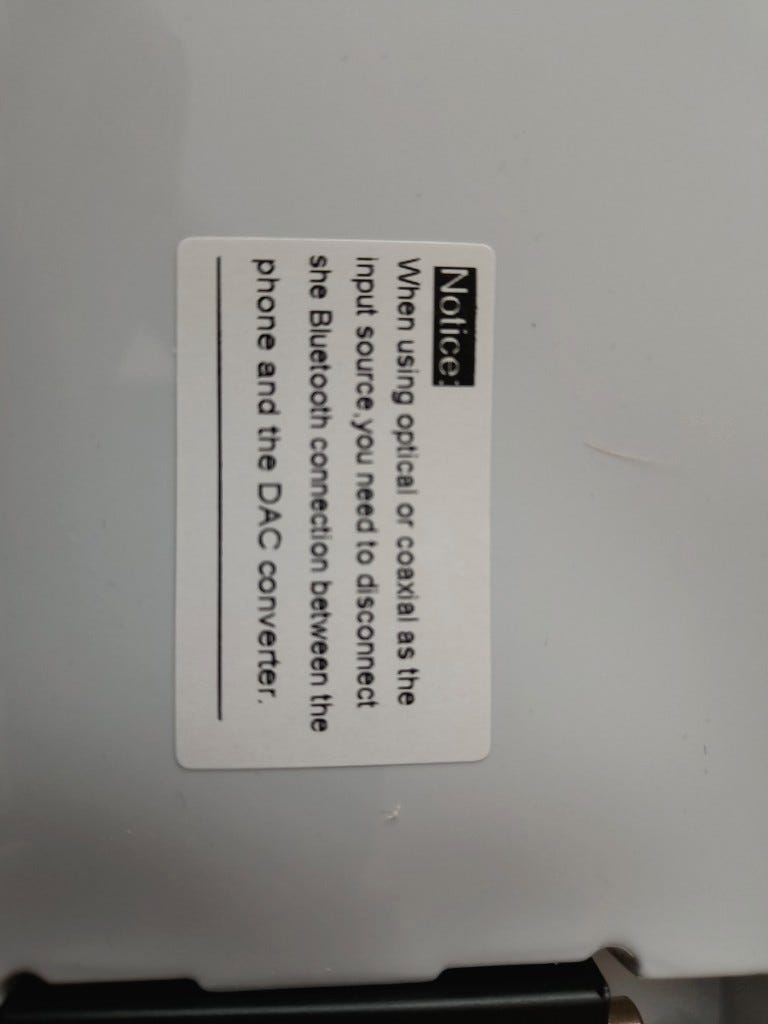 Notice:
When using optical or coaxial as the
input source,you need to disconnect
she Bluetooth connection between the
phone and the DAC converter.